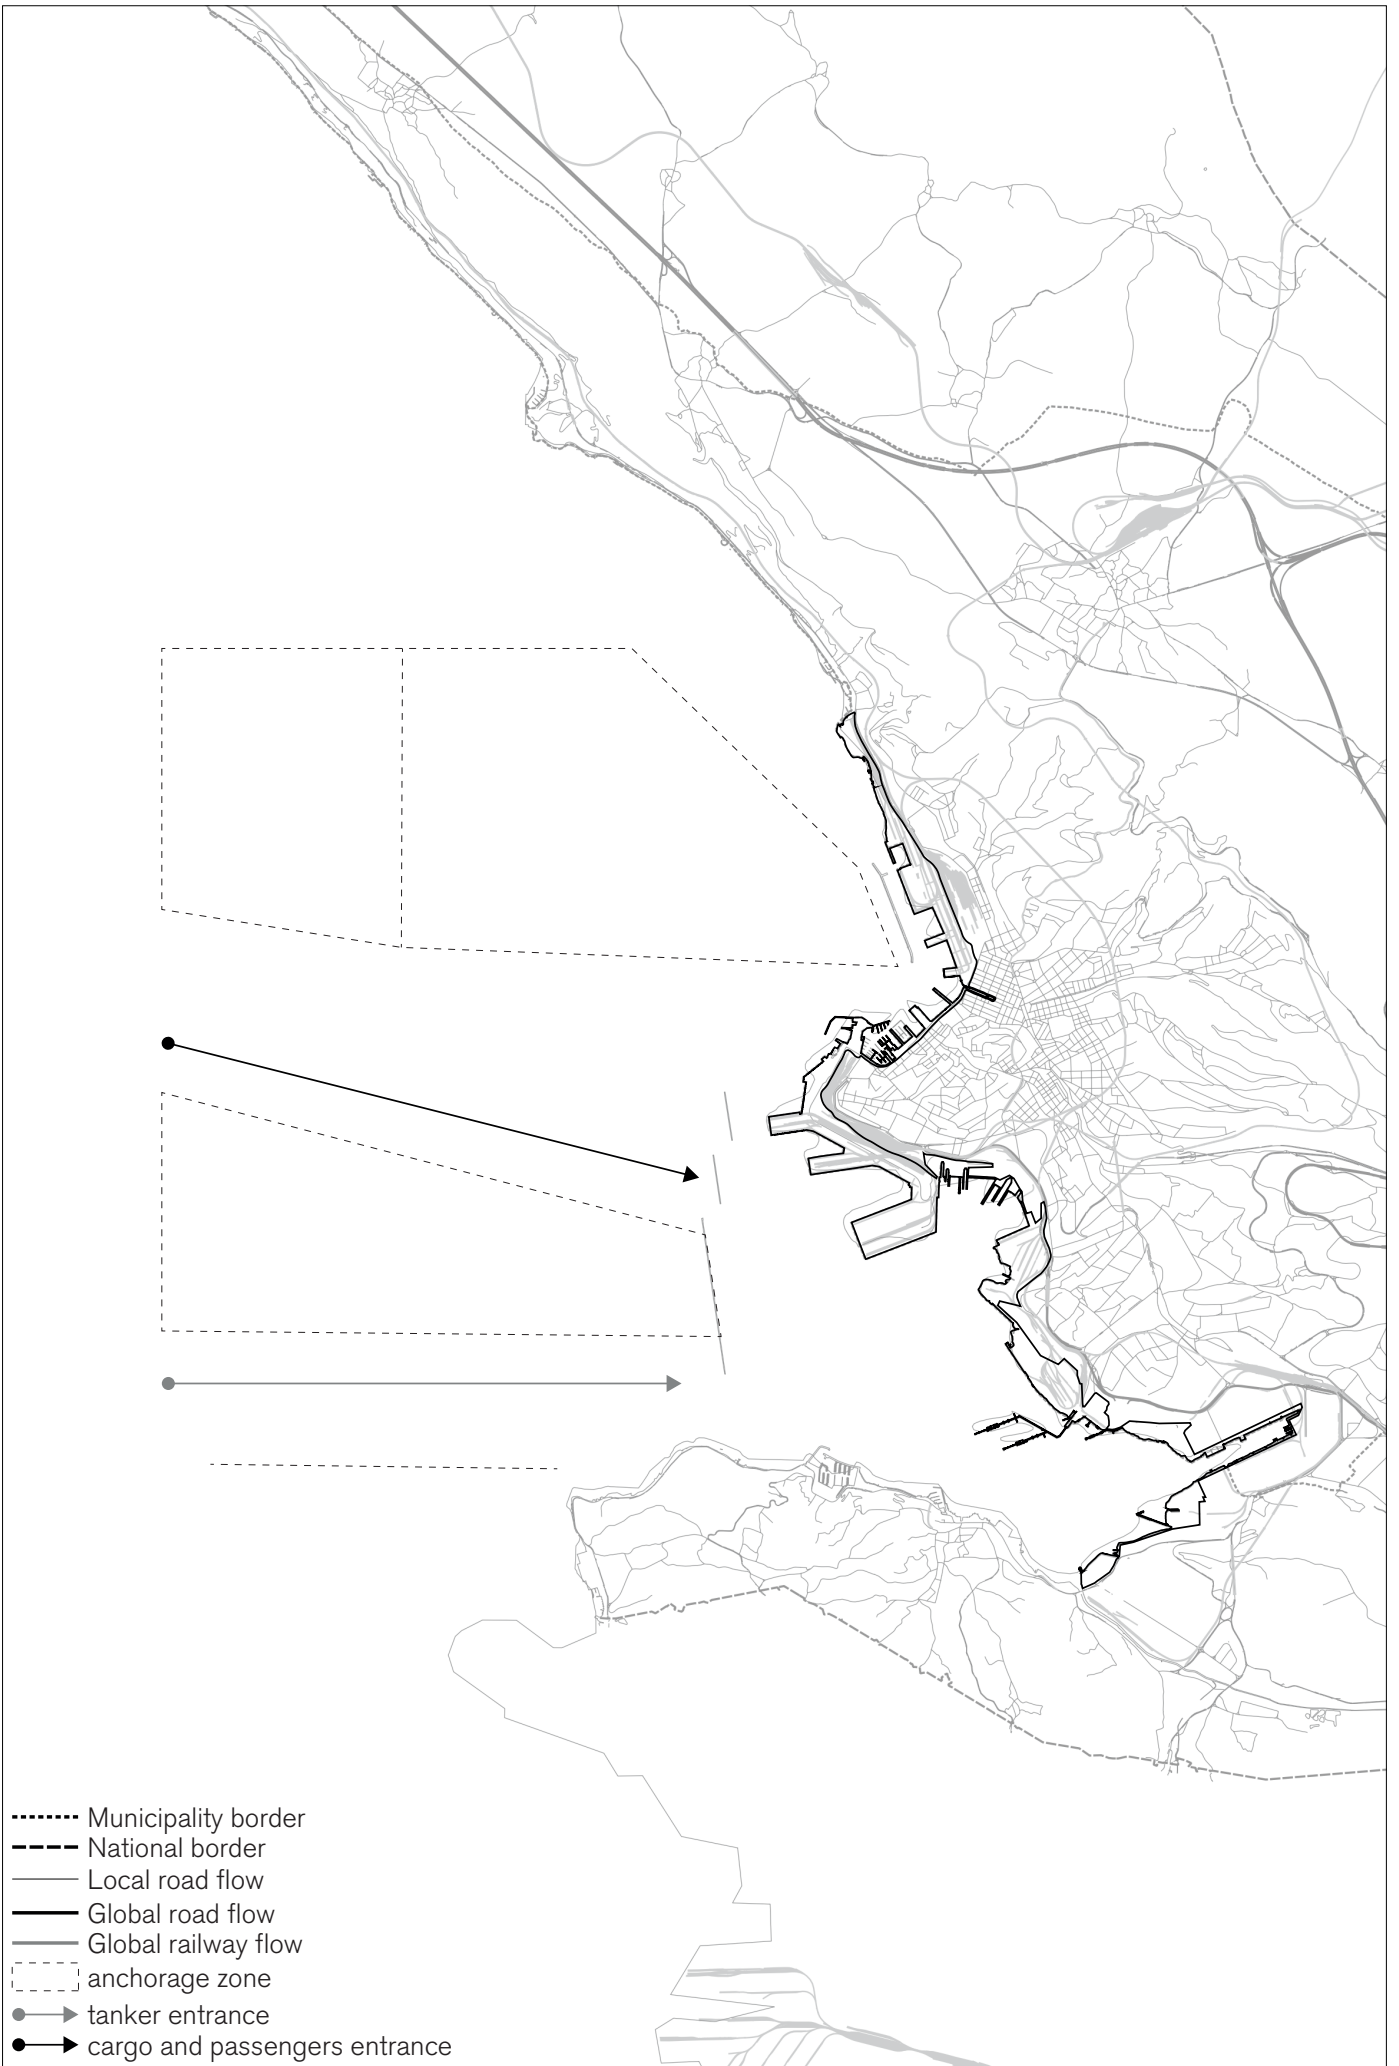 Municipality border
National border
Local road flow
Global road flow
Global railway flow
anchorage zone
tanker entrance
cargo and passengers entrance